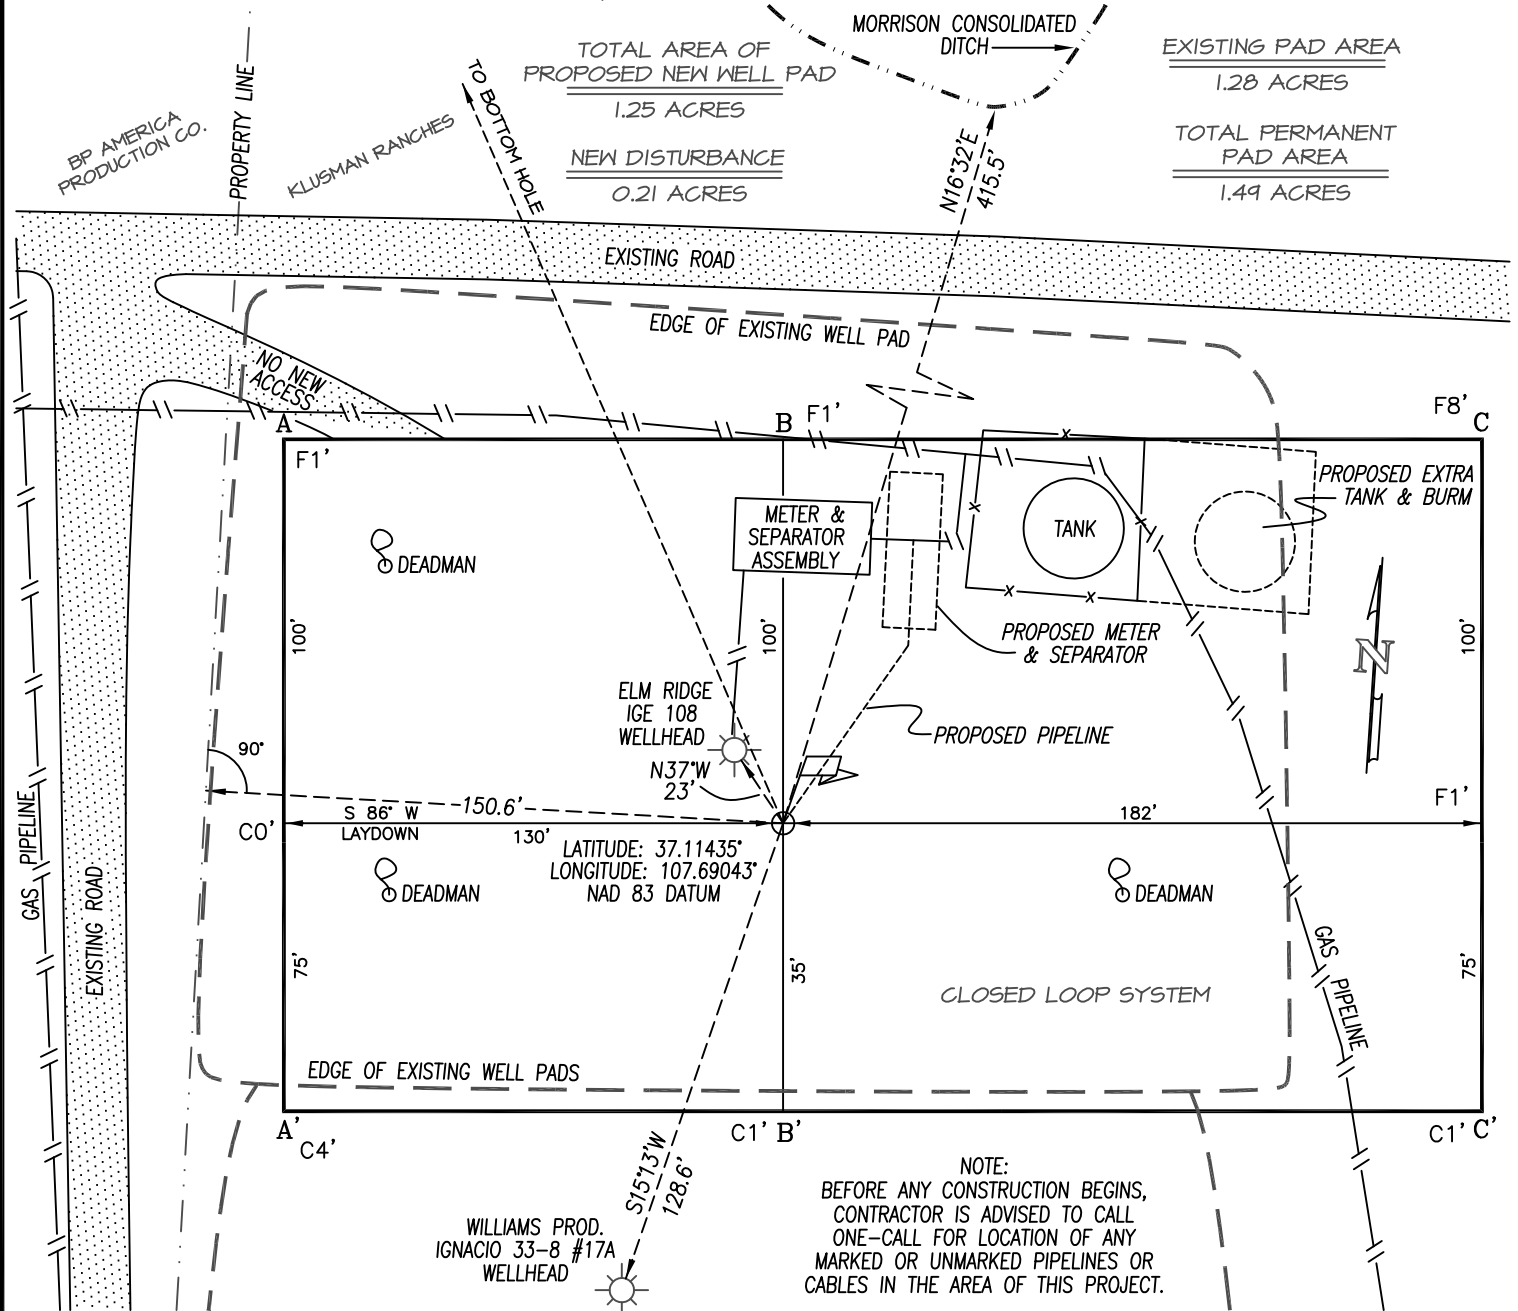 MORRISON CONSOLIDATED
DITCH
TOTAL AREA OF
PROPOSED NEW WELL PAD
1.25 ACRES
EXISTING PAD AREA
1.28 ACRES
NEW DISTURBANCE
0.21 ACRES
TOTAL PERMANENT
PAD AREA
1.49 ACRES
BP AMERICA
PRODUCTION CO.
PROPERTY LINE
KLUSMAN RANCHES
TO BOTTOM HOLE
N16°32'E
415.5'
EXISTING ROAD
EDGE OF EXISTING WELL PAD
NO NEW
ACCESS
A
B
F1'
F8'
C
F1'
PROPOSED EXTRA
TANK & BURM
METER &
SEPARATOR
ASSEMBLY
TANK
DEADMAN
100'
100'
100'
PROPOSED METER
& SEPARATOR
N
ELM RIDGE
IGE 108
WELLHEAD
PROPOSED PIPELINE
90°
N37°W
23'
150.6'
S 86° W
LAYDOWN
130'
C0'
182'
F1'
LATITUDE: 37.11435°
LONGITUDE: 107.69043°
NAD 83 DATUM
GAS PIPELINE
EXISTING ROAD
DEADMAN
DEADMAN
75'
35'
75'
CLOSED LOOP SYSTEM
GAS PIPELINE
EDGE OF EXISTING WELL PADS
A'
C4'
C1'
B'
C1'
C'
S15°13'W
128.6'
WILLIAMS PROD.
IGNACIO 33-8 #17A
WELLHEAD
NOTE:
BEFORE ANY CONSTRUCTION BEGINS,
CONTRACTOR IS ADVISED TO CALL
ONE-CALL FOR LOCATION OF ANY
MARKED OR UNMARKED PIPELINES OR
CABLES IN THE AREA OF THIS PROJECT.